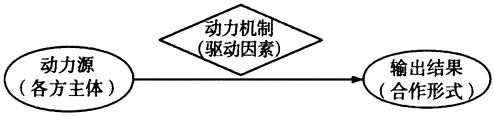 动力机制
(驱动因素)
动力源
(各方主体)
输出结果
(合作形式)